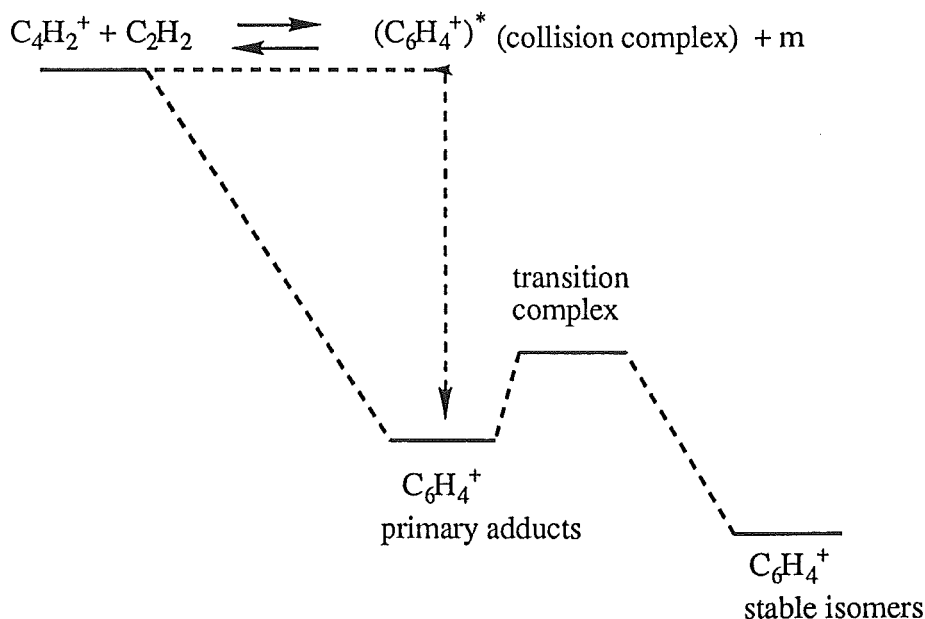 C₄H₂⁺ + C₂H₂ ⇄ (C₆H₄⁺)* (collision complex) + m
transition
complex
C₆H₄⁺
primary adducts
C₆H₄⁺
stable isomers